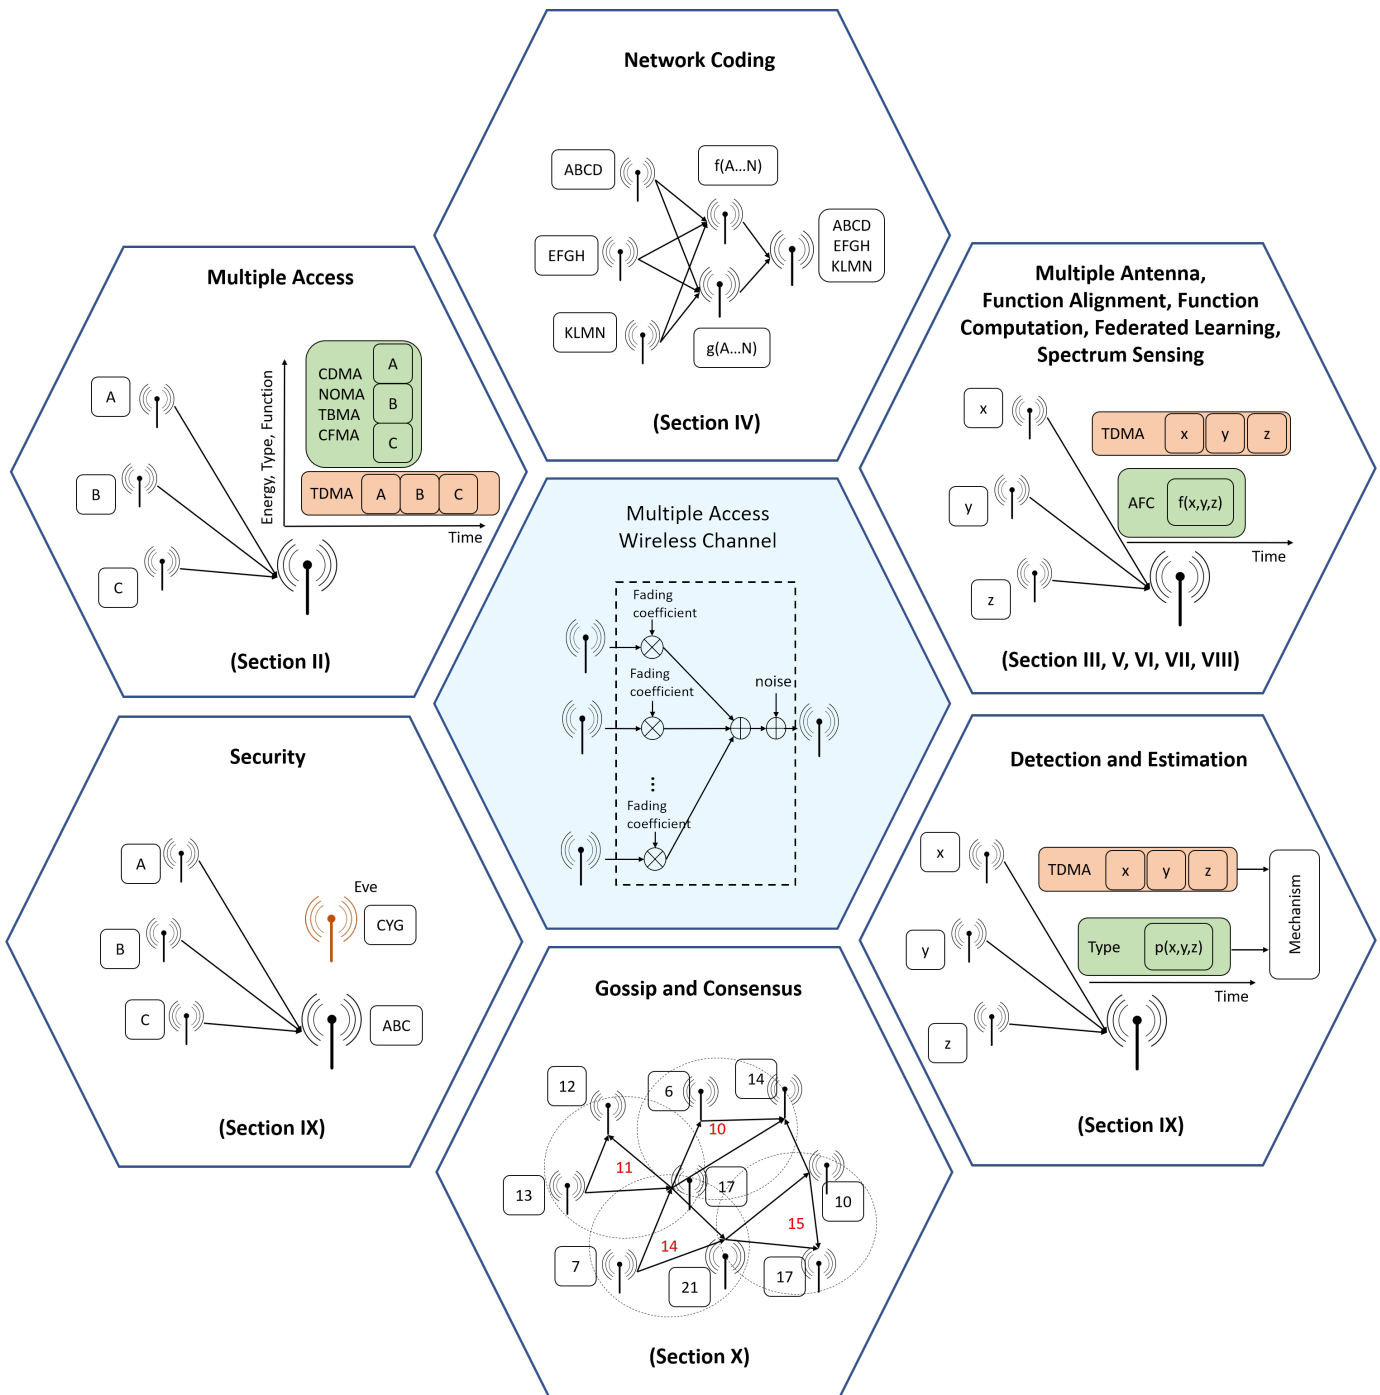 Network Coding
ABCD
f(A...N)
EFGH
ABCD
EFGH
KLMN
KLMN
g(A...N)
(Section IV)
Multiple Access
A
B
C
Energy, Type, Function
CDMA
NOMA
TBMA
CFMA
A
B
C
TDMA
A
B
C
Time
(Section II)
Multiple Antenna,
Function Alignment, Function
Computation, Federated Learning,
Spectrum Sensing
x
y
z
TDMA
x
y
z
AFC
f(x,y,z)
Time
(Section III, V, VI, VII, VIII)
Multiple Access
Wireless Channel
Fading
coefficient
Fading
coefficient
noise
...
Fading
coefficient
Security
A
B
C
Eve
CYG
ABC
(Section IX)
Detection and Estimation
x
y
z
TDMA
x
y
z
Type
p(x,y,z)
Mechanism
Time
(Section IX)
Gossip and Consensus
12
6
14
10
11
13
17
10
15
14
7
21
17
(Section X)